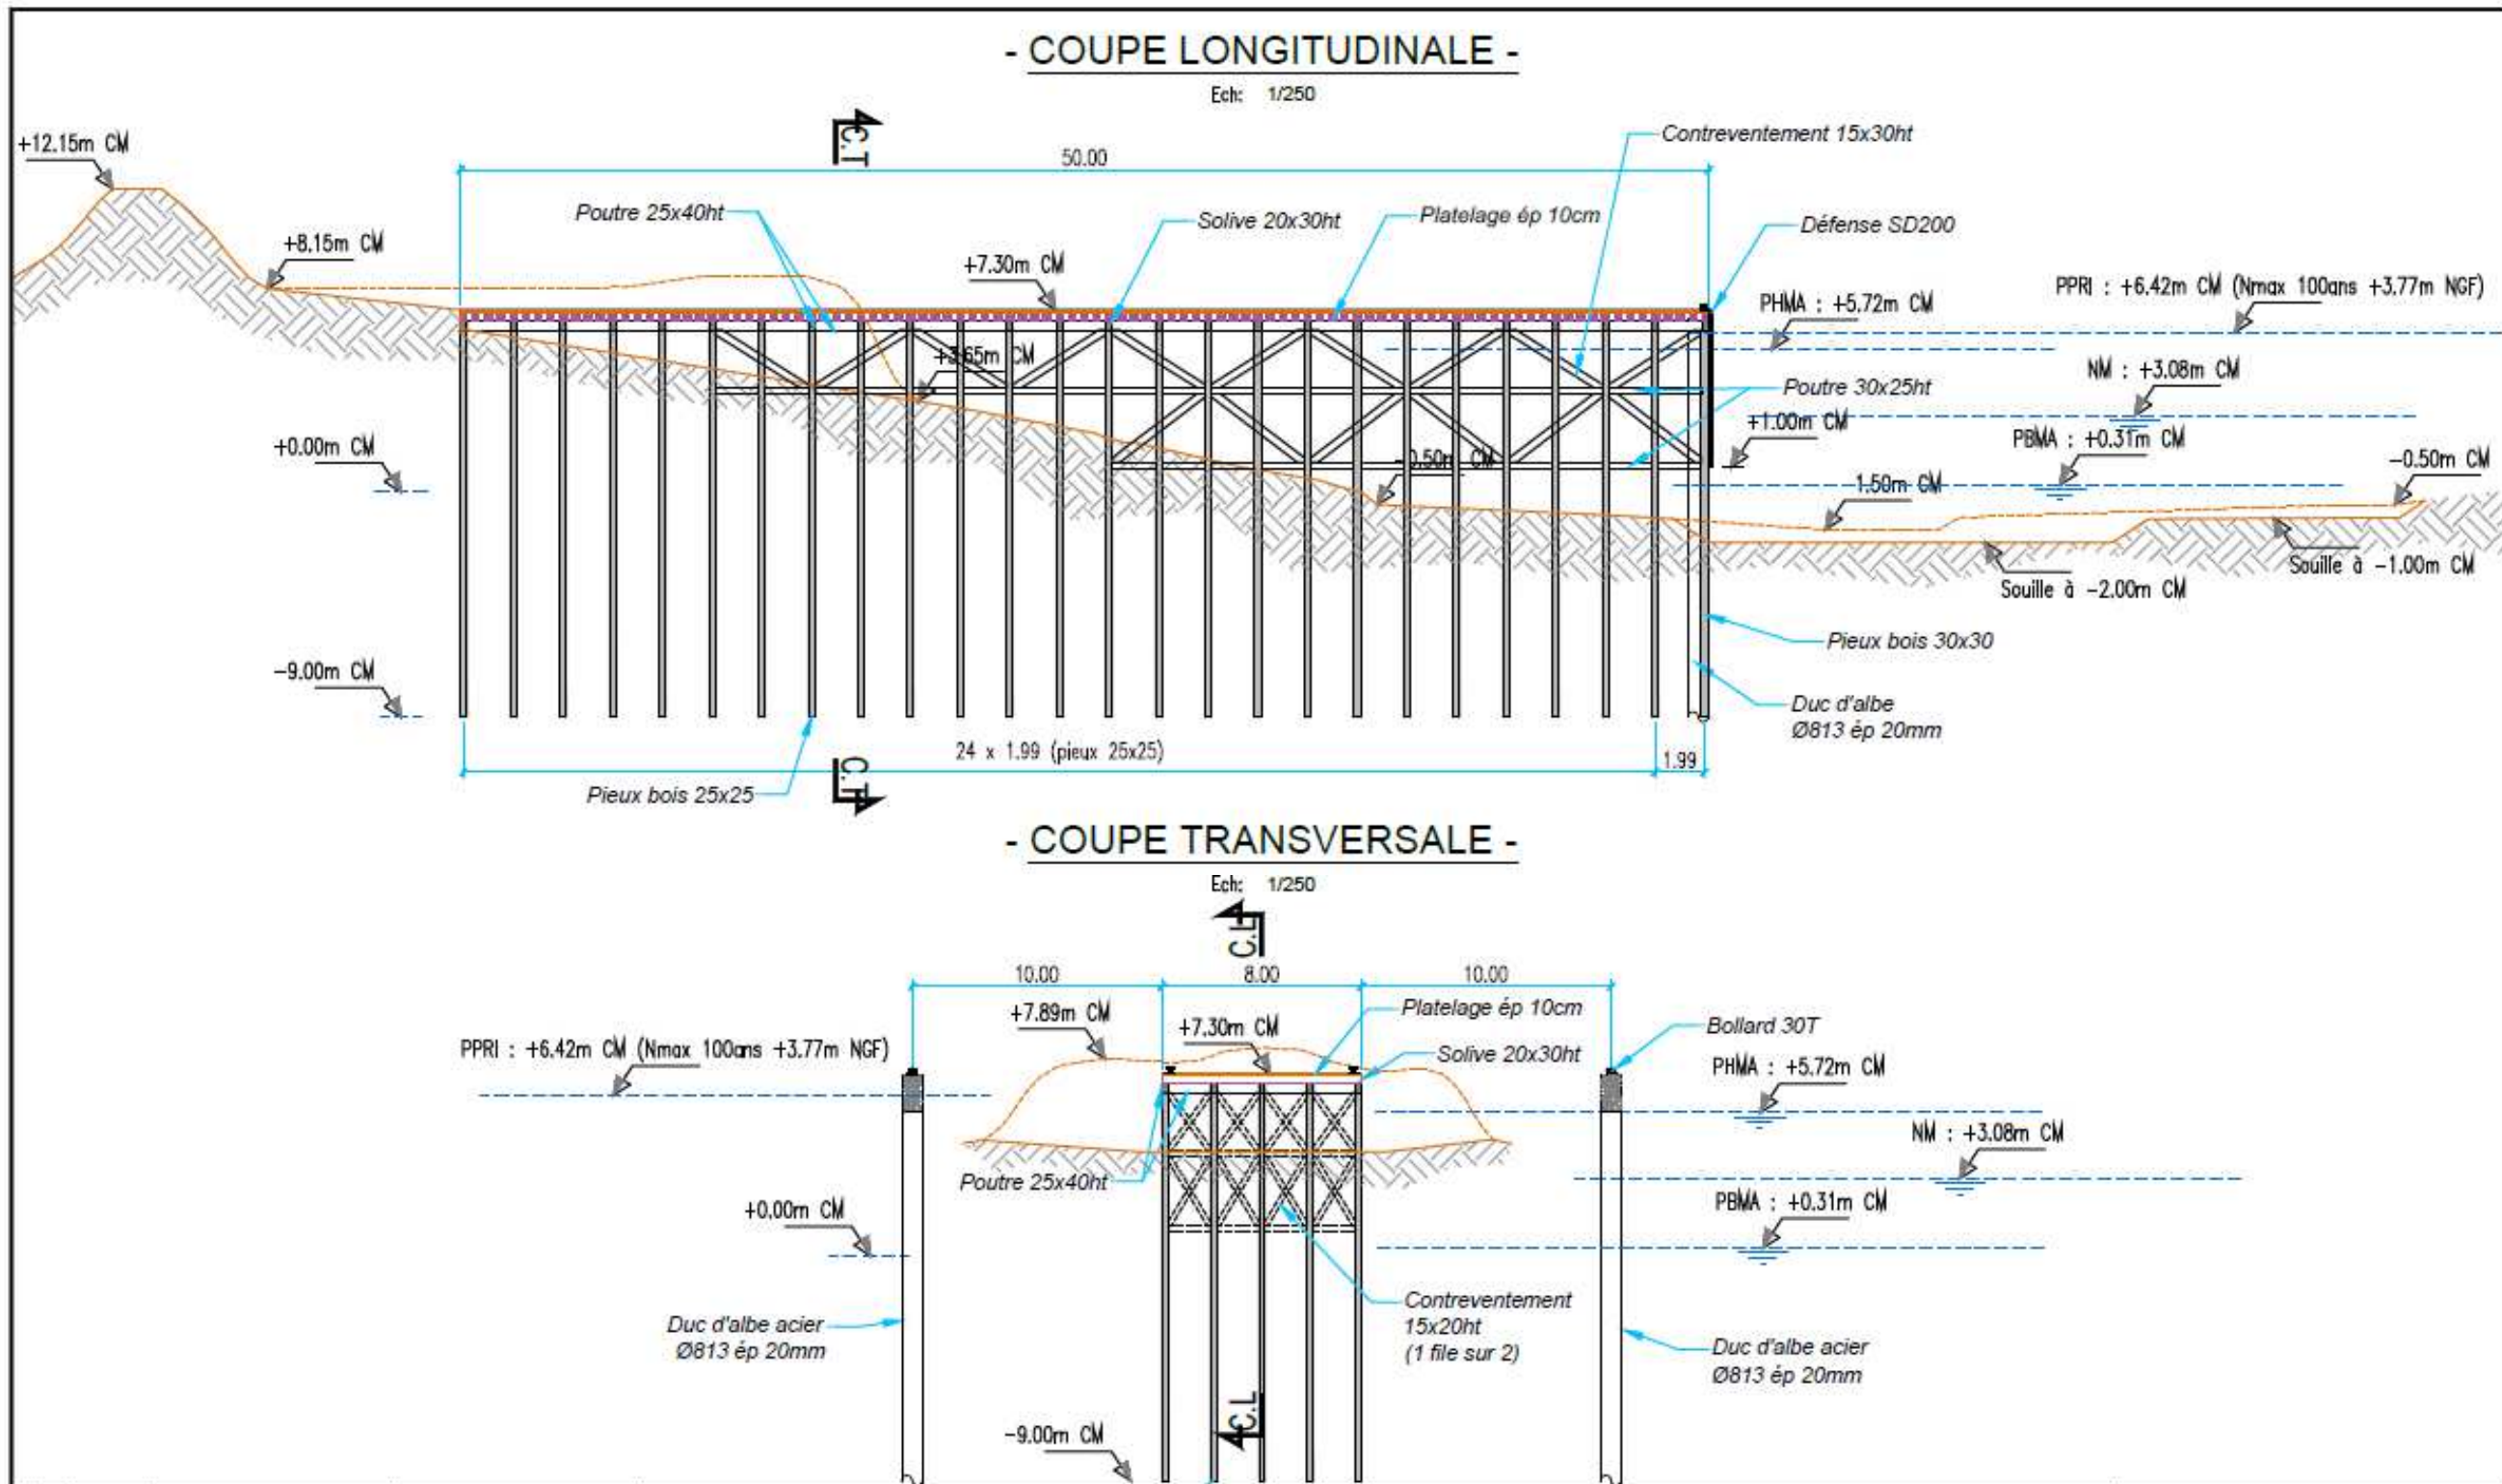 - COUPE LONGITUDINALE -
Ech: 1/250
+12.15m CM
C.T
50.00
Contreventement 15x30ht
Poutre 25x40ht
Solive 20x30ht
Platelage ép 10cm
Défense SD200
+8.15m CM
+7.30m CM
PHMA : +5.72m CM
PPRI : +6.42m CM (Nmax 100ans +3.77m NGF)
+3.65m CM
NM : +3.08m CM
Poutre 30x25ht
+1.00m CM
PBMA : +0.31m CM
+0.00m CM
-0.50m CM
-0.50m CM
1.50m CM
Souille à -1.00m CM
Souille à -2.00m CM
Pieux bois 30x30
-9.00m CM
Duc d'albe
Ø813 ép 20mm
24 x 1.99 (pieux 25x25)
1.99
Pieux bois 25x25
C.T
- COUPE TRANSVERSALE -
Ech: 1/250
C.L
10.00
8.00
10.00
+7.89m CM
+7.30m CM
Platelage ép 10cm
Bollard 30T
PPRI : +6.42m CM (Nmax 100ans +3.77m NGF)
Solive 20x30ht
PHMA : +5.72m CM
NM : +3.08m CM
Poutre 25x40ht
PBMA : +0.31m CM
+0.00m CM
Contreventement
15x20ht
(1 file sur 2)
Duc d'albe acier
Ø813 ép 20mm
Duc d'albe acier
Ø813 ép 20mm
C.L
-9.00m CM